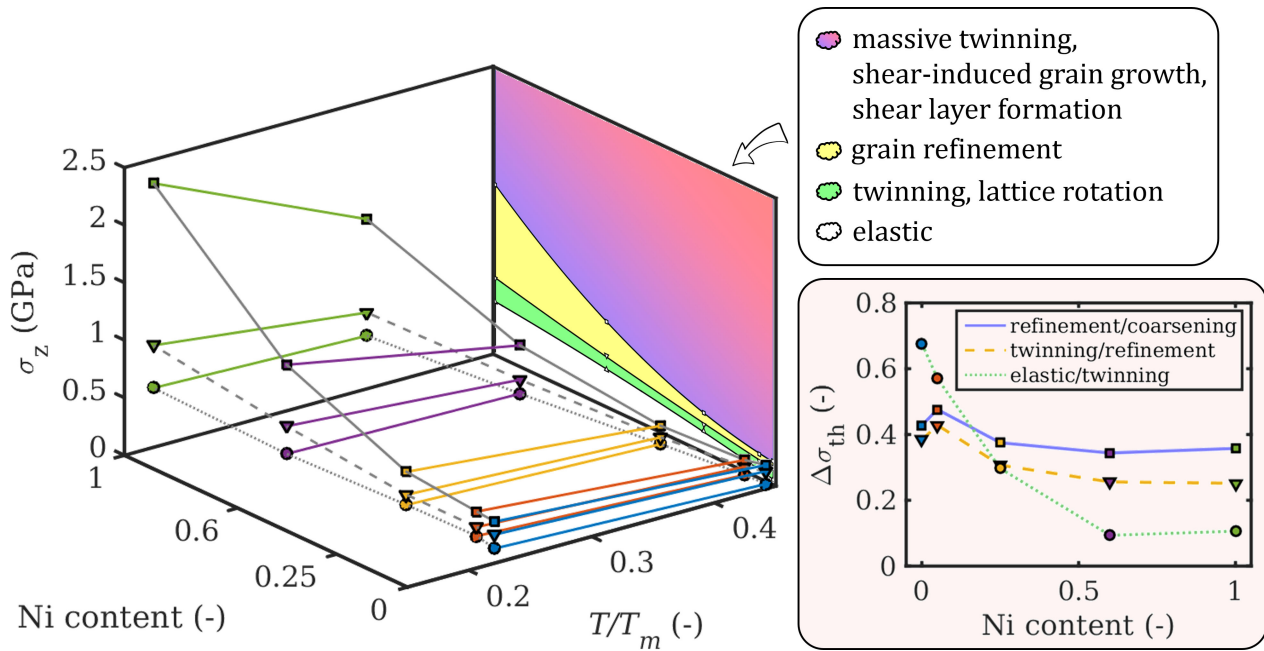 2.5
2
1.5
1
0.5
0
σz (GPa)
1
0.6
0.25
0
Ni content (-)
0.2
0.3
0.4
T/Tm (-)
massive twinning,
shear-induced grain growth,
shear layer formation
grain refinement
twinning, lattice rotation
elastic
0.8
0.6
0.4
0.2
0
Δσth (-)
refinement/coarsening
twinning/refinement
elastic/twinning
0
0.5
1
Ni content (-)